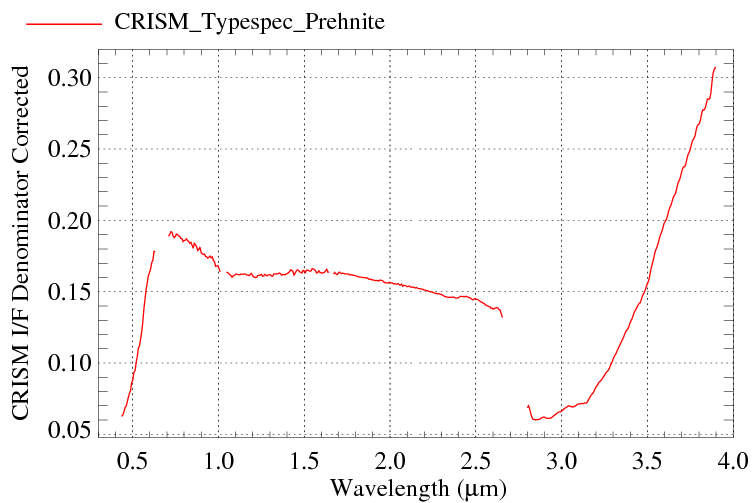 CRISM_Typespec_Prehnite
CRISM I/F Denominator Corrected
0.30
0.25
0.20
0.15
0.10
0.05
0.5 1.0 1.5 2.0 2.5 3.0 3.5 4.0
Wavelength (μm)